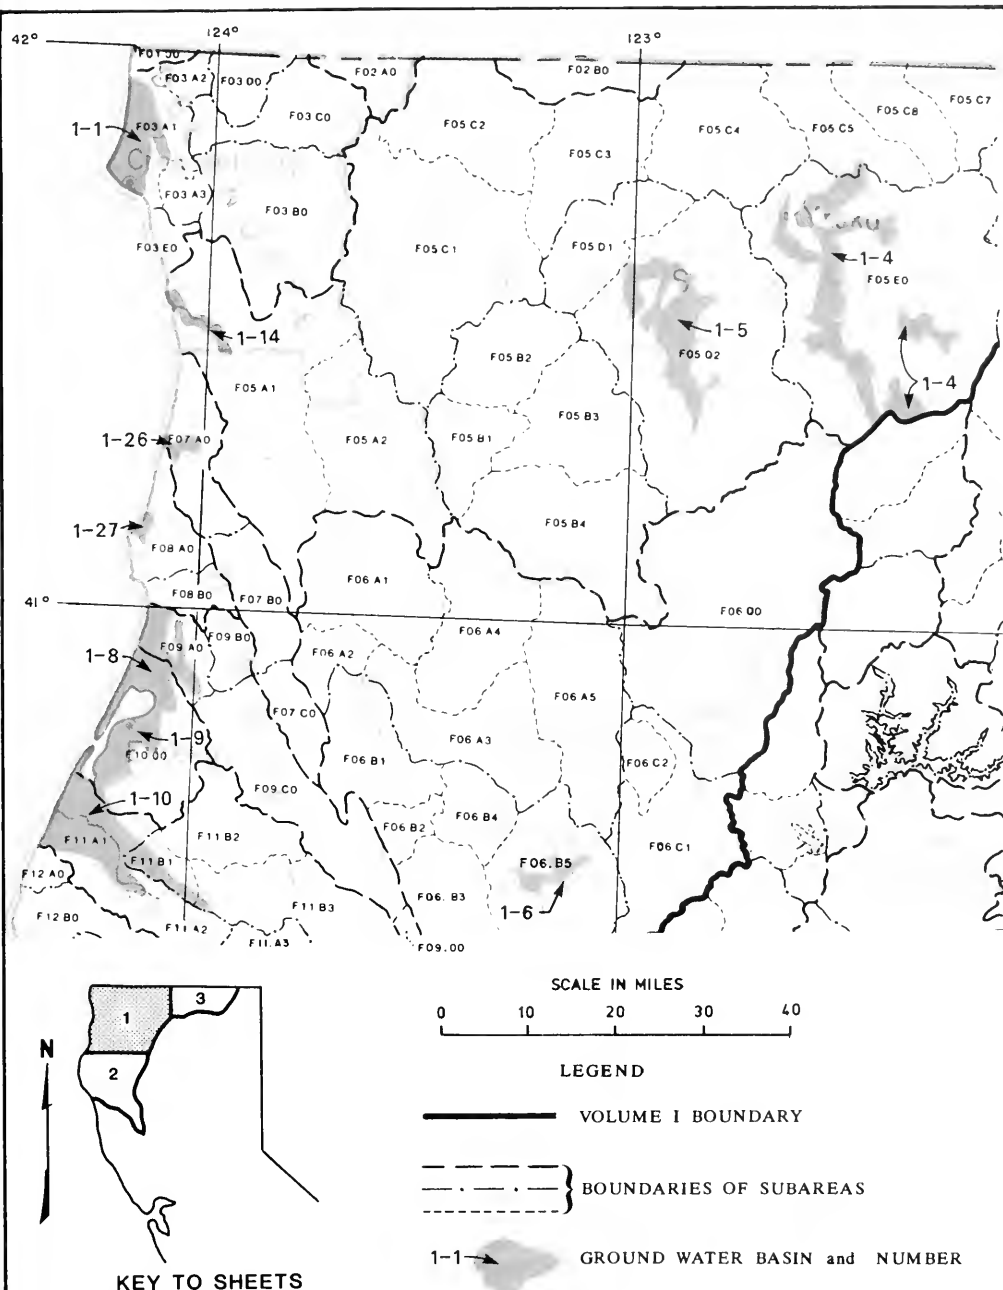 42° 124° 123°
F03 A2 F03 D0 F02 A0 F02 B0
F03 C0 F05 C2 F05 C4 F05 C5 F05 C8 F05 C7
1-1 F03 A1
F05 C3
F03 A3 F03 B0
F03 E0 F05 C1 F05 D1 1-4
F05 E0
1-14 1-5
F05 B2 F05 D2
F05 A1 1-4
F05 B3
1-26 F07 A0 F05 A2 F05 B1
1-27 F05 B4
F08 A0
F06 A1
41° F08 B0 F07 B0 F06 D0
F09 B0 F06 A4
F09 A0 F06 A2
1-8
F06 A5
F07 C0
1-9 F06 A3
F10 00 F06 B1 F06 C2
F09 C0
1-10 F06 B4
F11 A1 F11 B2 F06 B2 F06 C1
F11 B1 F06.B5
F12 A0
F06. B3
F12 B0 F11 B3 1-6
F11 A2
F11. A3 F09.00
SCALE IN MILES
0 10 20 30 40
LEGEND
VOLUME I BOUNDARY
BOUNDARIES OF SUBAREAS
1-1 GROUND WATER BASIN and NUMBER
1 3
N
2
KEY TO SHEETS